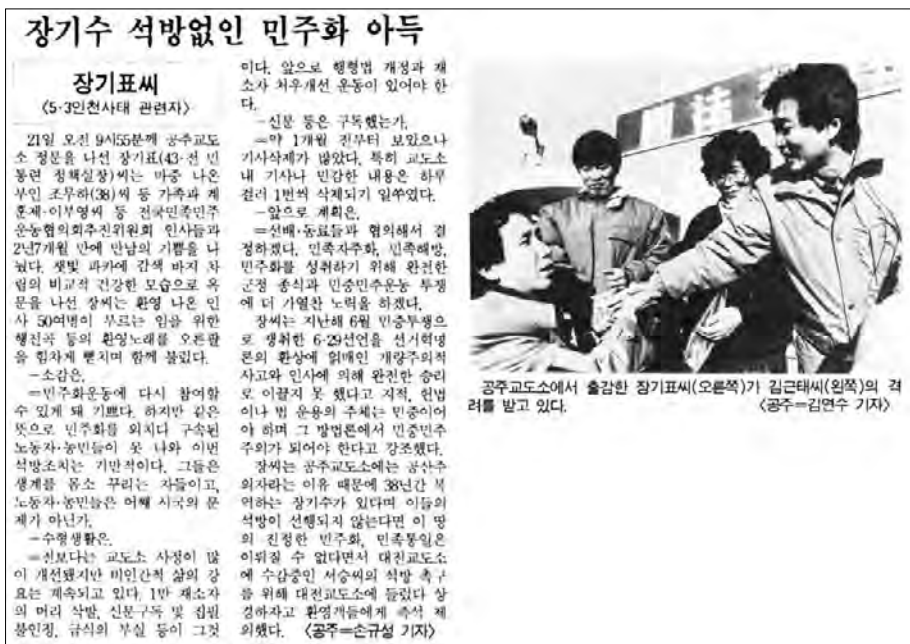 장기수 석방없인 민주화 아득
장기표씨
〈5·3인천사태 관련자〉
21일 오전 9시55분께 공주교도
소 정문을 나선 장기표(43·전 민
통련 정책실장)씨는 마중 나온
부인 조무하(38)씨 등 가족과 계
훈제·이부영씨 등 전국민족민주
운동협의회추진위원회 인사들과
2년7개월 만에 만남의 기쁨을 나
눴다. 잿빛 파카에 감색 바지 차
림의 비교적 건강한 모습으로 옥
문을 나선 장씨는 환영 나온 인
사 50여명이 부르는 임을 위한
행진곡 등의 환영노래를 오른팔
을 힘차게 뻗치며 함께 불렀다.
－소감은.
＝민주화운동에 다시 참여할
수 있게 돼 기쁘다. 하지만 같은
뜻으로 민주화를 외치다 구속된
노동자·농민들이 못 나와 이번
석방조치는 기만적이다. 그들은
생계를 몸소 꾸리는 자들이고,
노동자·농민들은 어째 시국의 문
제가 아닌가.
－수형생활은.
＝전보다는 교도소 사정이 많
이 개선됐지만 비인간적 삶의 강
요는 계속되고 있다. 1만 재소자
의 머리 삭발, 신문구독 및 집필
불인정, 급식의 부실 등이 그것
이다. 앞으로 행형법 개정과 재
소자 처우개선 운동이 있어야 한
다.
－신문 등은 구독했는가.
＝약 1개월 전부터 보았으나
기사삭제가 많았다. 특히 교도소
내 기사나 민감한 내용은 하루
걸러 1번씩 삭제되기 일쑤였다.
－앞으로 계획은.
＝선배·동료들과 협의해서 결
정하겠다. 민족자주화, 민족해방,
민주화를 성취하기 위해 완전한
군정 종식과 민중민주운동 투쟁
에 더 가열찬 노력을 하겠다.
장씨는 지난해 6월 민중투쟁으
로 쟁취한 6·29선언을 선거혁명
론의 환상에 얽매인 개량주의적
사고와 인사에 의해 완전한 승리
로 이끌지 못 했다고 지적, 헌법
이나 법 운용의 주체는 민중이어
야 하며 그 방법론에서 민중민주
주의가 되어야 한다고 강조했다.
장씨는 공주교도소에는 공산주
의자라는 이유 때문에 38년간 복
역하는 장기수가 있다며 이들의
석방이 선행되지 않는다면 이 땅
의 진정한 민주화, 민족통일은
이뤄질 수 없다면서 대전교도소
에 수감중인 서승씨의 석방 촉구
를 위해 대전교도소에 들렀다 상
경하자고 환영객들에게 즉석 제
의했다. 〈공주＝손규성 기자〉
공주교도소에서 출감한 장기표씨(오른쪽)가 김근태씨(왼쪽)의 격
려를 받고 있다. 〈공주＝김연수 기자〉